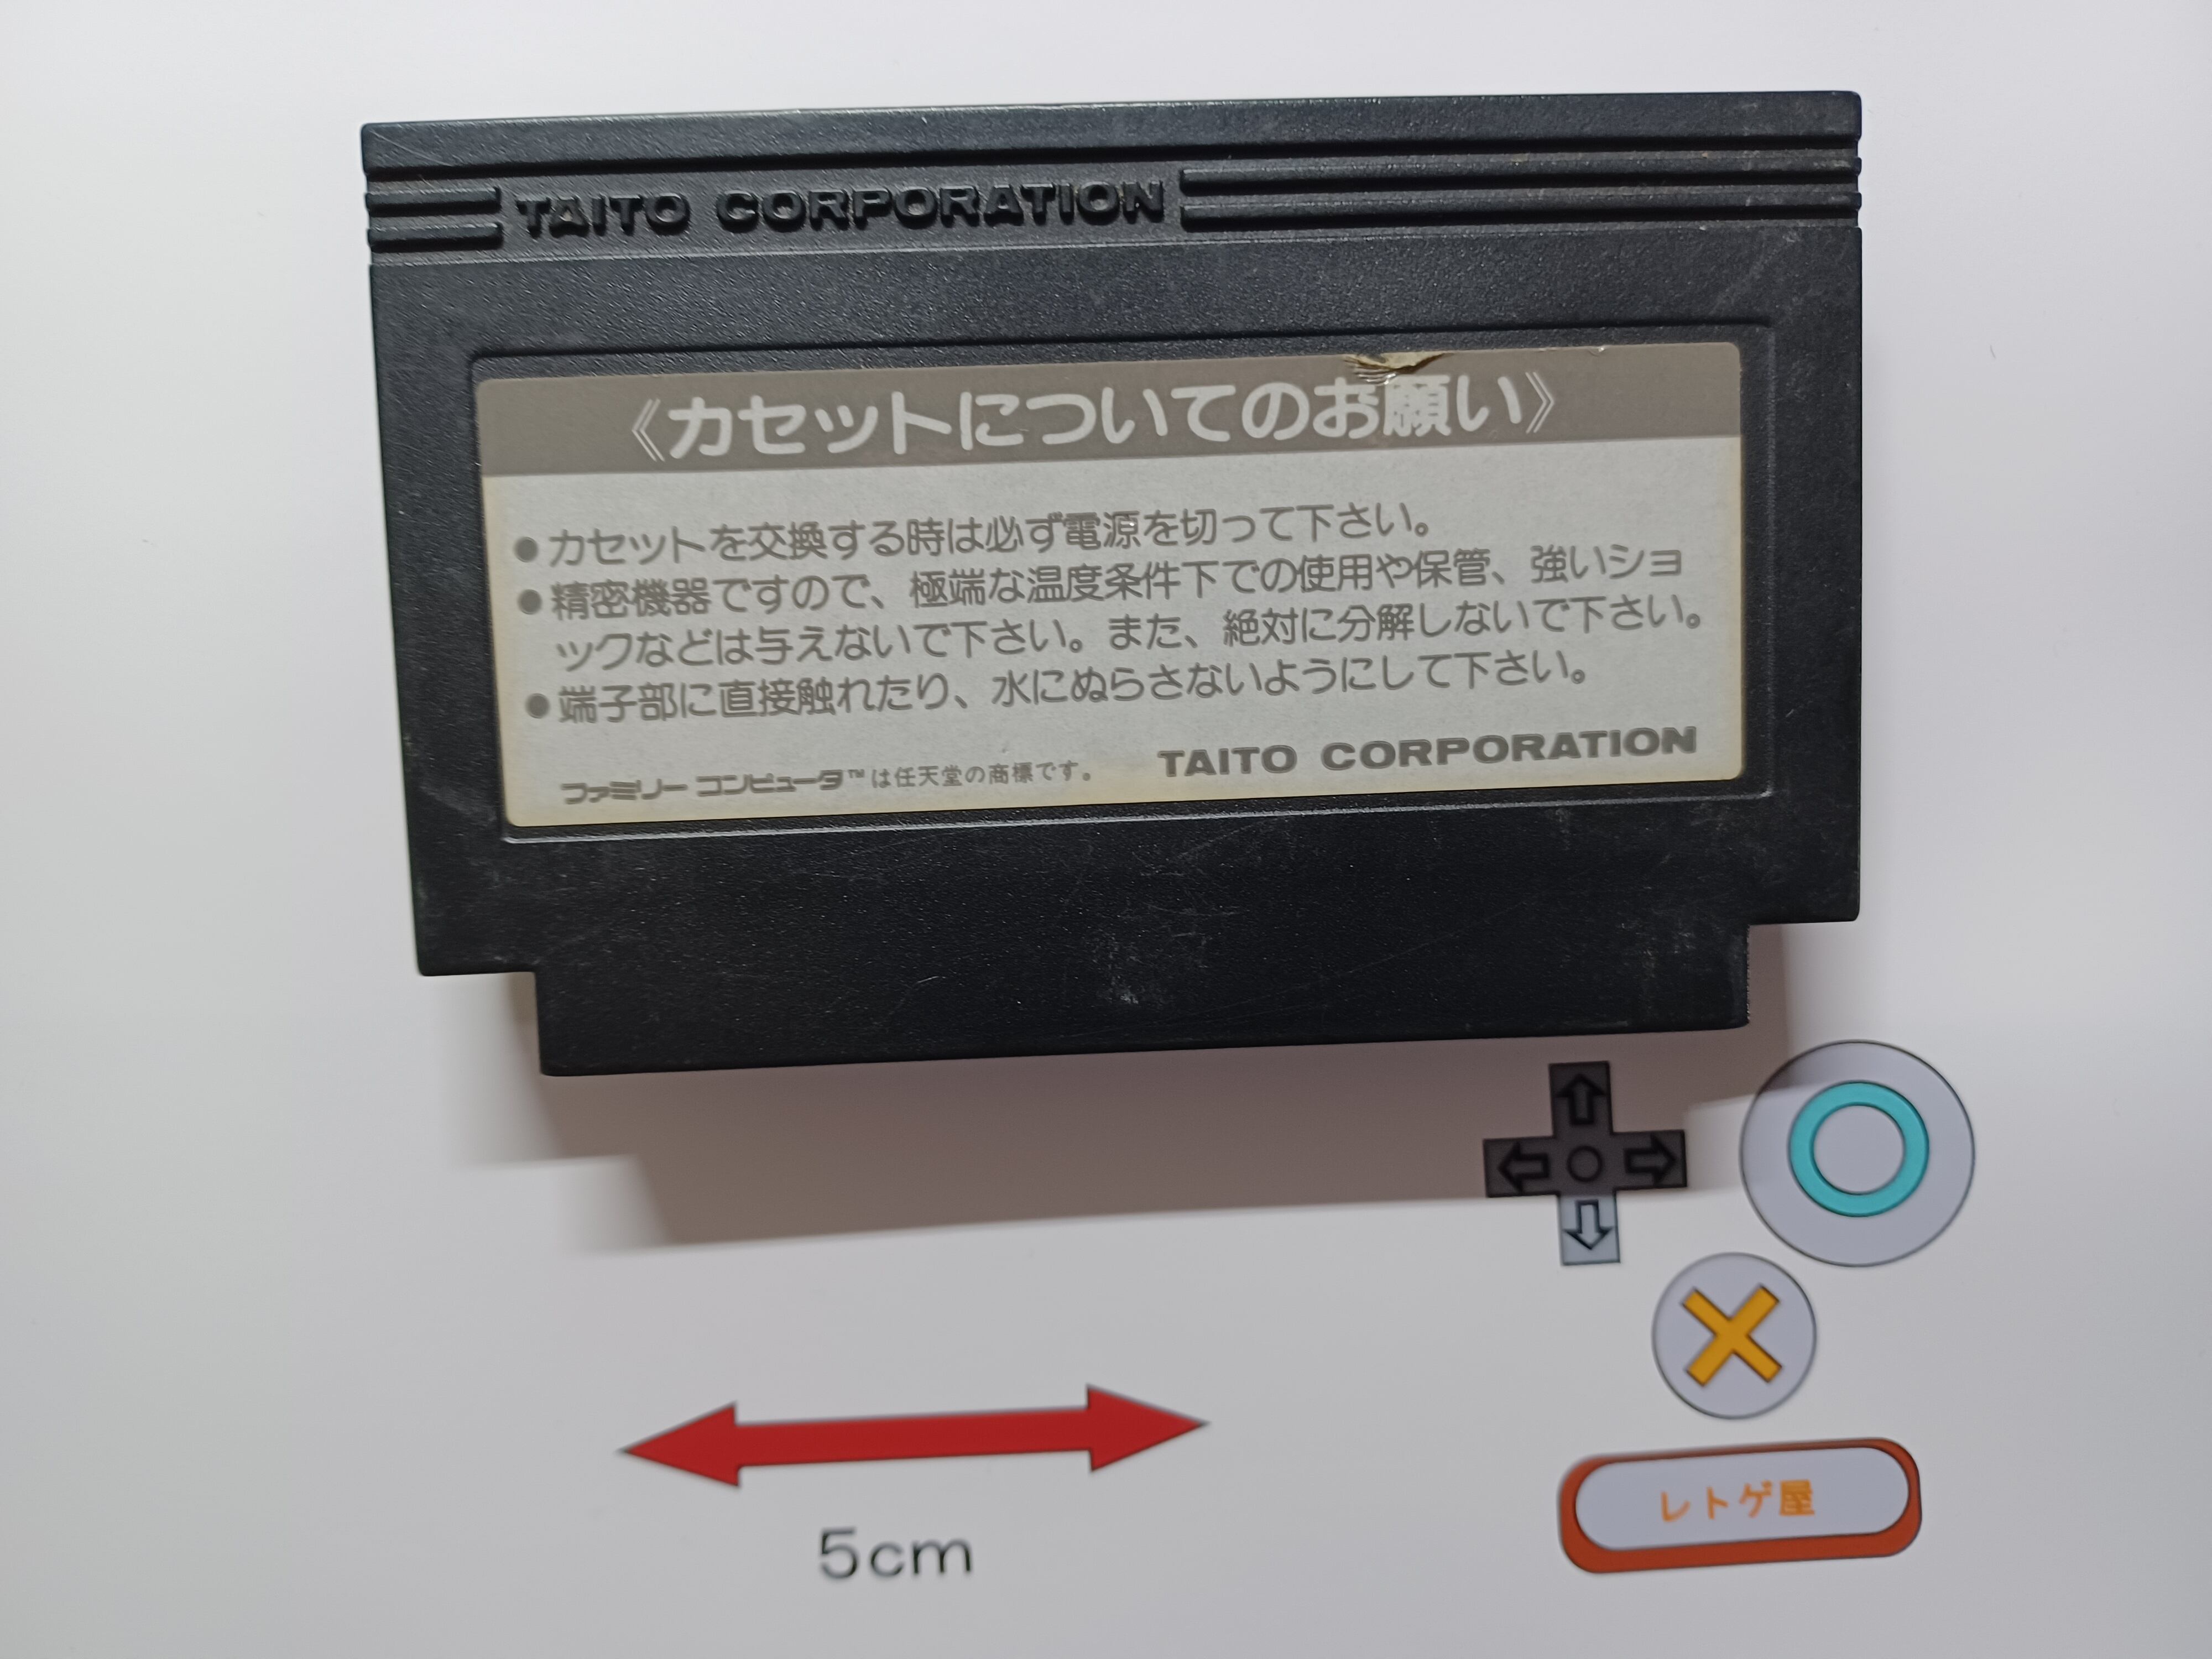 TAITO CORPORATION
《カセットについてのお願い》
●カセットを交換する時は必ず電源を切って下さい。
●精密機器ですので、極端な温度条件下での使用や保管、強いショ
ックなどは与えないで下さい。また、絶対に分解しないで下さい。
●端子部に直接触れたり、水にぬらさないようにして下さい。
ファミリー コンピュータ™は任天堂の商標です。 TAITO CORPORATION
5cm
レトゲ屋